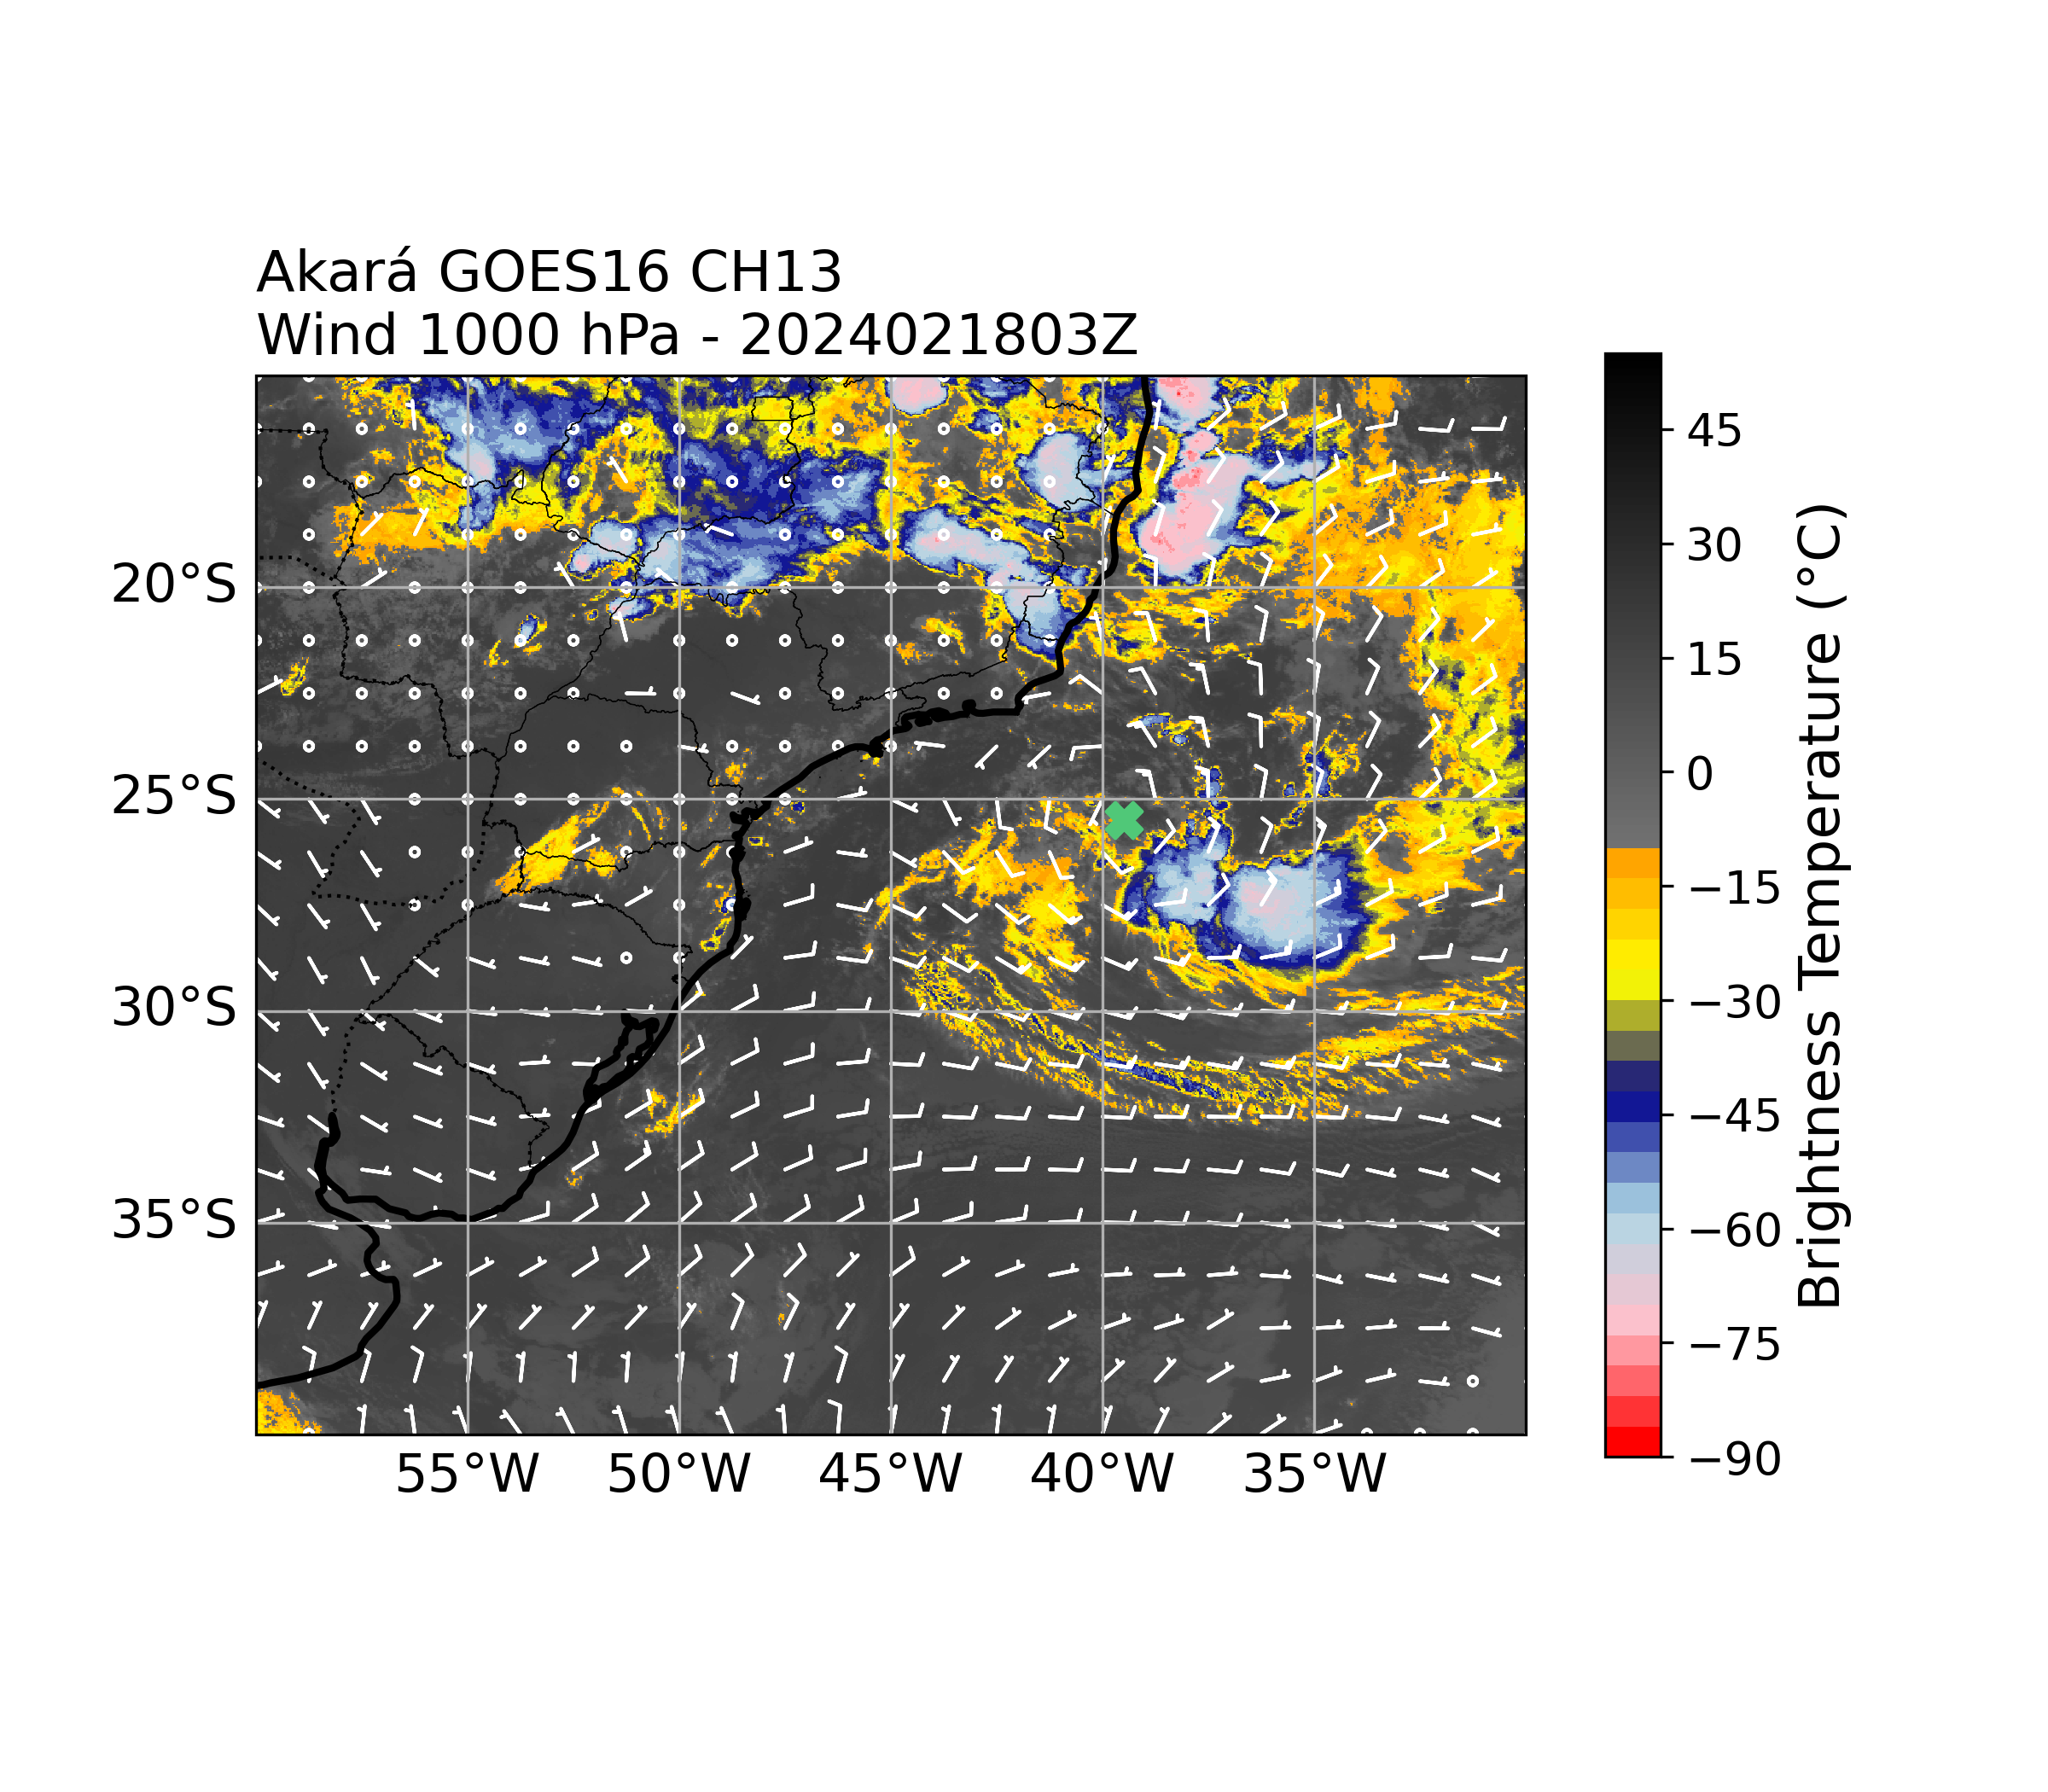 Akará GOES16 CH13
Wind 1000 hPa - 2024021803Z
20°S
25°S
30°S
35°S
55°W
50°W
45°W
40°W
35°W
45
30
15
0
−15
−30
−45
−60
−75
−90
Brightness Temperature (°C)